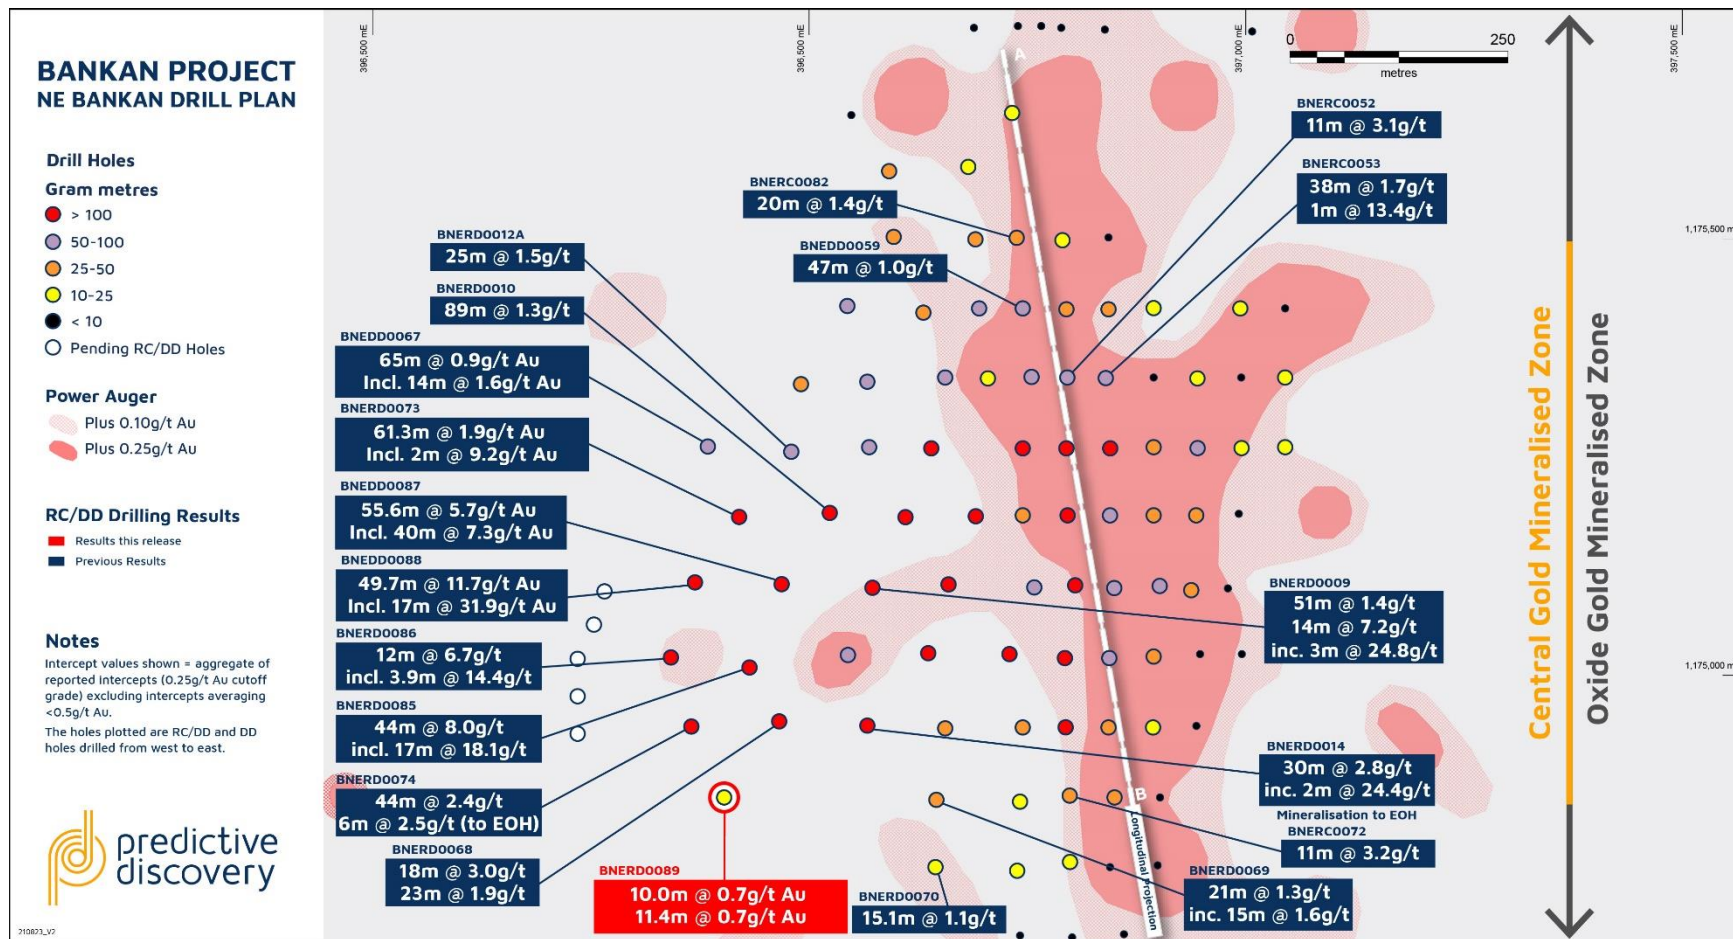 BANKAN PROJECT
NE BANKAN DRILL PLAN
Drill Holes
Gram metres
> 100
50-100
25-50
10-25
< 10
Pending RC/DD Holes
Power Auger
Plus 0.10g/t Au
Plus 0.25g/t Au
RC/DD Drilling Results
Results this release
Previous Results
Notes
Intercept values shown = aggregate of
reported intercepts (0.25g/t Au cutoff
grade) excluding intercepts averaging
<0.5g/t Au.
The holes plotted are RC/DD and DD
holes drilled from west to east.
predictive
discovery
210823_V2
396,500 mE
396,500 mE
397,000 mE
397,500 mE
0
250
metres
1,175,500 m
1,175,000 m
A
B
Longitudinal Projection
BNERC0052
11m @ 3.1g/t
BNERC0053
38m @ 1.7g/t
1m @ 13.4g/t
BNERC0082
20m @ 1.4g/t
BNERD0012A
25m @ 1.5g/t
BNEDD0059
47m @ 1.0g/t
BNERD0010
89m @ 1.3g/t
BNEDD0067
65m @ 0.9g/t Au
Incl. 14m @ 1.6g/t Au
BNERD0073
61.3m @ 1.9g/t Au
Incl. 2m @ 9.2g/t Au
BNEDD0087
55.6m @ 5.7g/t Au
Incl. 40m @ 7.3g/t Au
BNEDD0088
49.7m @ 11.7g/t Au
Incl. 17m @ 31.9g/t Au
BNERD0009
51m @ 1.4g/t
14m @ 7.2g/t
inc. 3m @ 24.8g/t
BNERD0086
12m @ 6.7g/t
incl. 3.9m @ 14.4g/t
BNERD0085
44m @ 8.0g/t
incl. 17m @ 18.1g/t
BNERD0074
44m @ 2.4g/t
6m @ 2.5g/t (to EOH)
BNERD0014
30m @ 2.8g/t
inc. 2m @ 24.4g/t
Mineralisation to EOH
BNERC0072
11m @ 3.2g/t
BNERD0068
18m @ 3.0g/t
23m @ 1.9g/t
BNERD0089
10.0m @ 0.7g/t Au
11.4m @ 0.7g/t Au
BNERD0070
15.1m @ 1.1g/t
BNERD0069
21m @ 1.3g/t
inc. 15m @ 1.6g/t
Central Gold Mineralised Zone
Oxide Gold Mineralised Zone